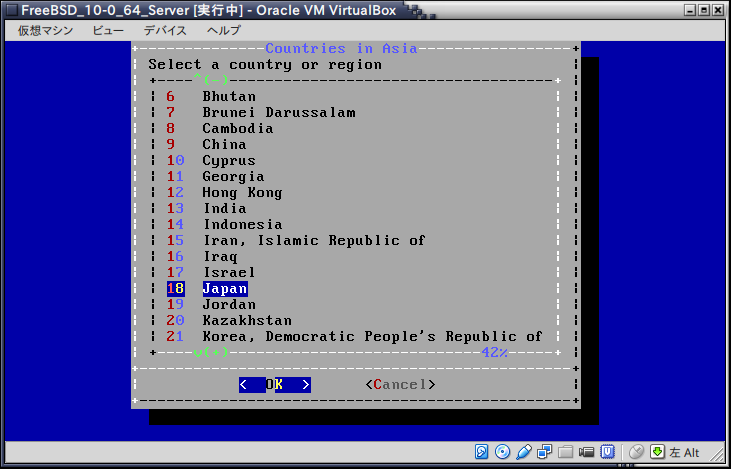 FreeBSD_10-0_64_Server [実行中] - Oracle VM VirtualBox
仮想マシン ビュー デバイス ヘルプ
Countries in Asia
Select a country or region
^(-)
6 Bhutan
7 Brunei Darussalam
8 Cambodia
9 China
10 Cyprus
11 Georgia
12 Hong Kong
13 India
14 Indonesia
15 Iran, Islamic Republic of
16 Iraq
17 Israel
18 Japan
19 Jordan
20 Kazakhstan
21 Korea, Democratic People's Republic of
v(+) 42%
< OK > <Cancel>
左 Alt